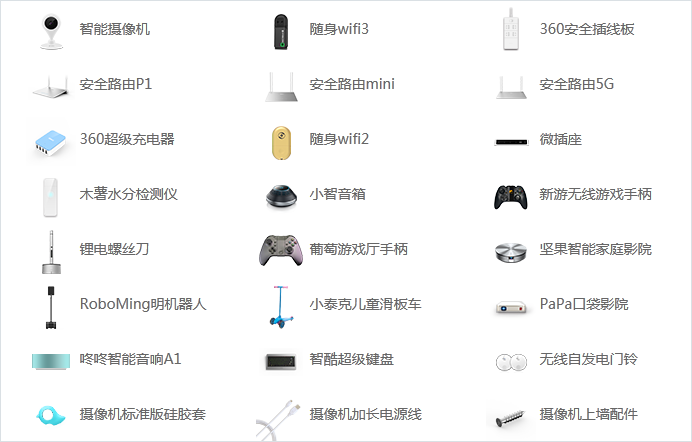 智能摄像机
随身wifi3
360安全插线板
安全路由P1
安全路由mini
安全路由5G
360超级充电器
随身wifi2
微插座
木薯水分检测仪
小智音箱
新游无线游戏手柄
锂电螺丝刀
葡萄游戏厅手柄
坚果智能家庭影院
RoboMing明机器人
小泰克儿童滑板车
PaPa口袋影院
咚咚智能音响A1
智酷超级键盘
无线自发电门铃
摄像机标准版硅胶套
摄像机加长电源线
摄像机上墙配件